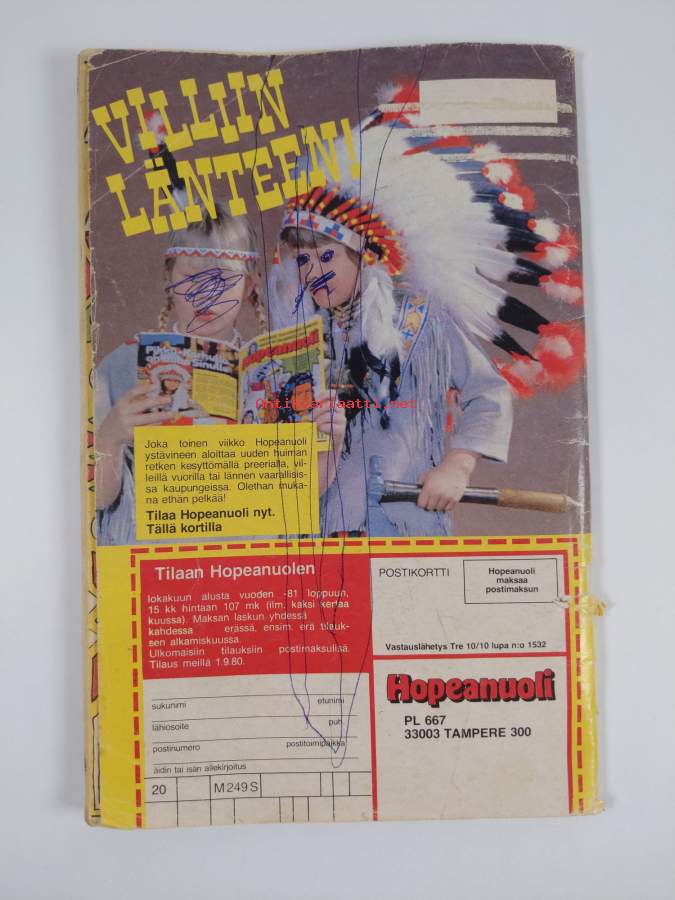 VILLIIN
LÄNTEEN!
Hopeanuoli
Antikvariaatti.net
Joka toinen viikko Hopeanuoli
ystävineen aloittaa uuden huiman
retken kesyttömällä preerialla, vil-
leillä vuorilla tai lännen vaarallisis-
sa kaupungeissa. Olethan muka-
na ethän pelkää!
Tilaa Hopeanuoli nyt.
Tällä kortilla
Tilaan Hopeanuolen
lokakuun alusta vuoden -81 loppuun,
15 kk hintaan 107 mk (ilm. kaksi kertaa
kuussa). Maksan laskun yhdessä
kahdessa erässä, ensim. erä tilauk-
sen alkamiskuussa.
Ulkomaisiin tilauksiin postimaksulisä.
Tilaus meillä 1.9.80.
sukunimi etunimi
lähiosoite puh.
postinumero postitoimipaikka
äidin tai isän allekirjoitus
20 M249S
POSTIKORTTI
Hopeanuoli
maksaa
postimaksun
Vastauslähetys Tre 10/10 lupa n:o 1532
Hopeanuoli
PL 667
33003 TAMPERE 300